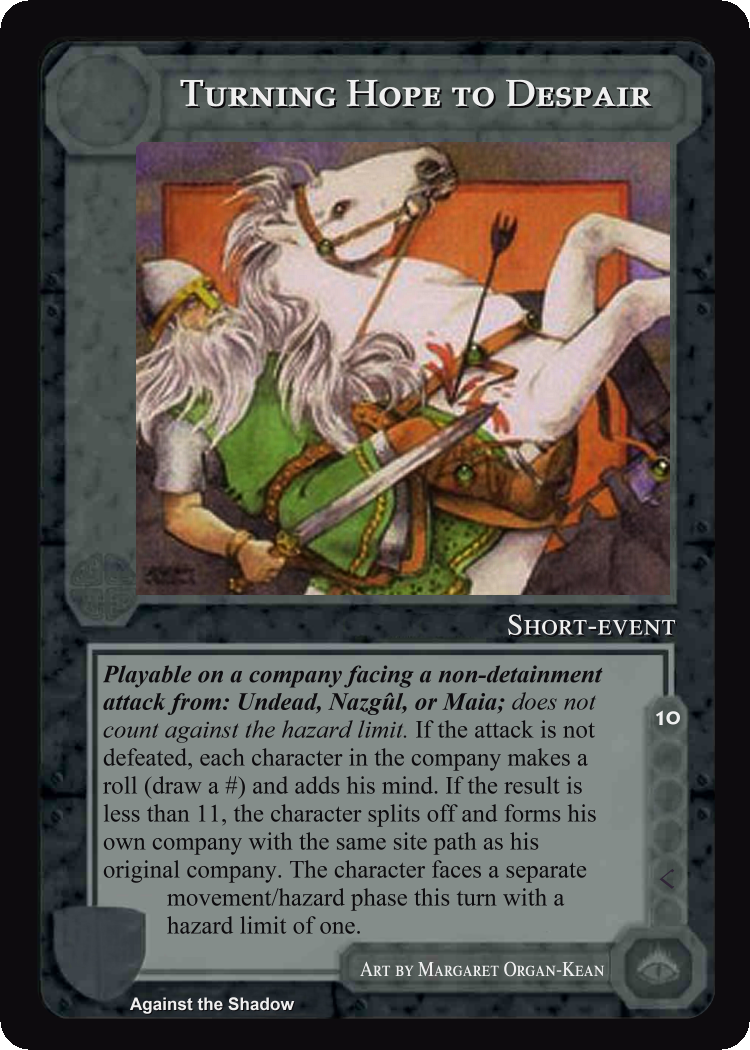 Turning Hope to Despair
Short-event
Playable on a company facing a non-detainment
attack from: Undead, Nazgûl, or Maia; does not
count against the hazard limit. If the attack is not
defeated, each character in the company makes a
roll (draw a #) and adds his mind. If the result is
less than 11, the character splits off and forms his
own company with the same site path as his
original company. The character faces a separate
movement/hazard phase this turn with a
hazard limit of one.
10
Art by Margaret Organ-Kean
Against the Shadow